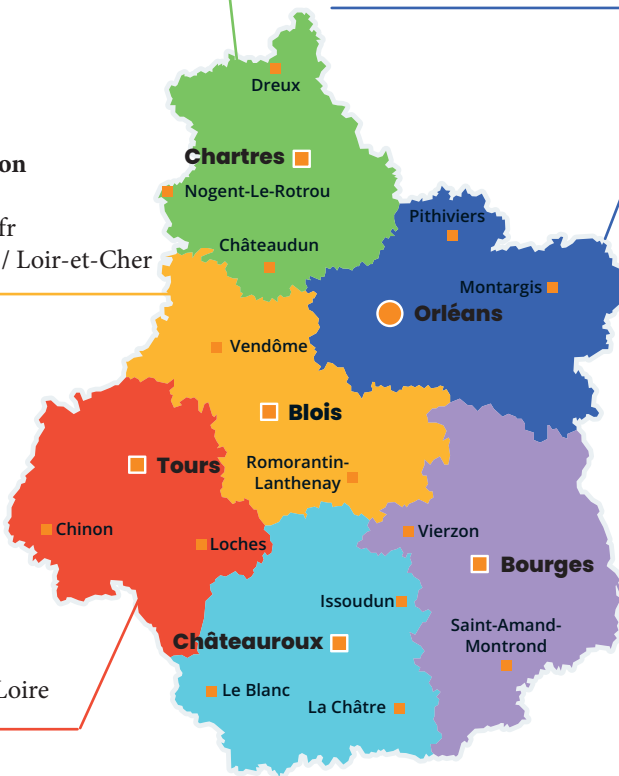 Dreux
Chartres
on
Nogent-Le-Rotrou
fr
Pithiviers
Châteaudun
/ Loir-et-Cher
Montargis
Orléans
Vendôme
Blois
Romorantin-
Lanthenay
Tours
Chinon
Loches
Vierzon
Bourges
Issoudun
Saint-Amand-
Montrond
Châteauroux
Le Blanc
La Châtre
Loire